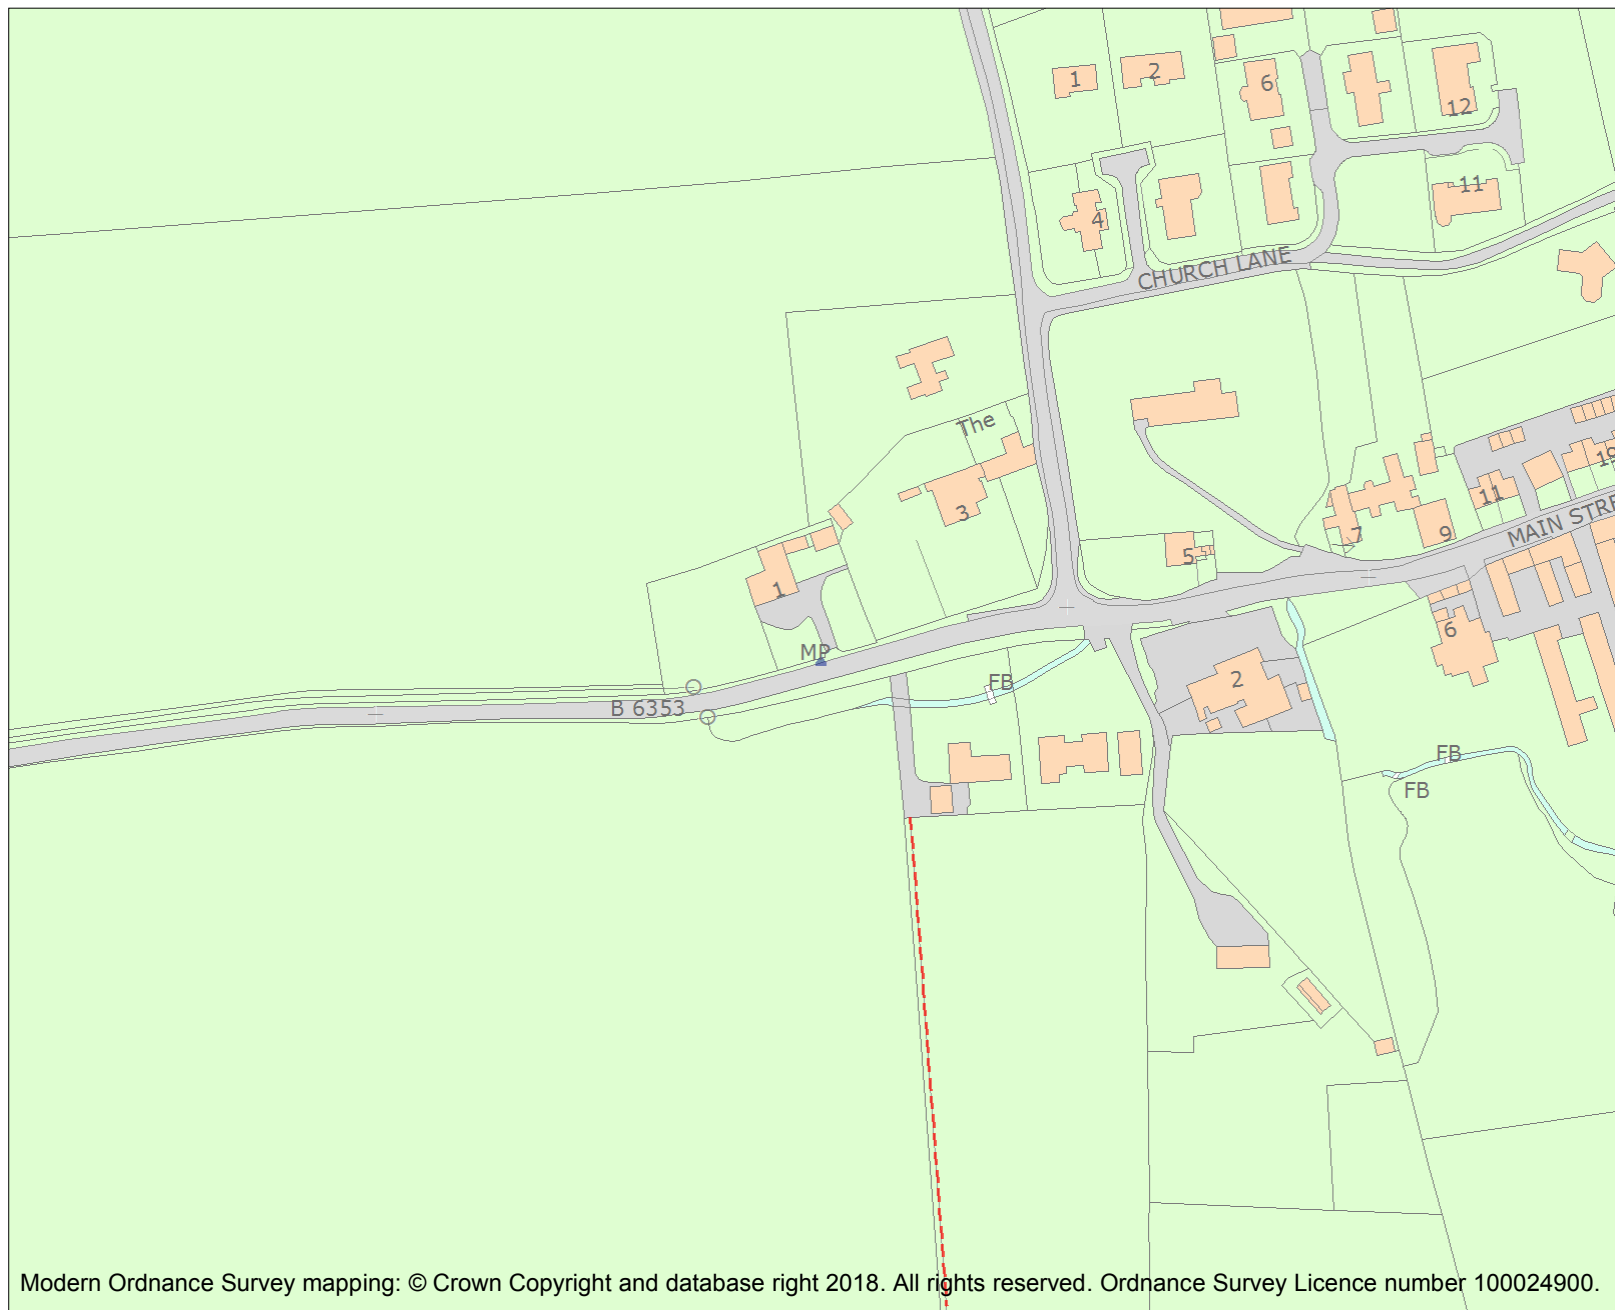 1
2
6
12
11
4
CHURCH LANE
The
3
19
11
MAIN STRE
7
9
5
1
6
MP
FB
2
B 6353
FB
FB
Modern Ordnance Survey mapping: © Crown Copyright and database right 2018. All rights reserved. Ordnance Survey Licence number 100024900.